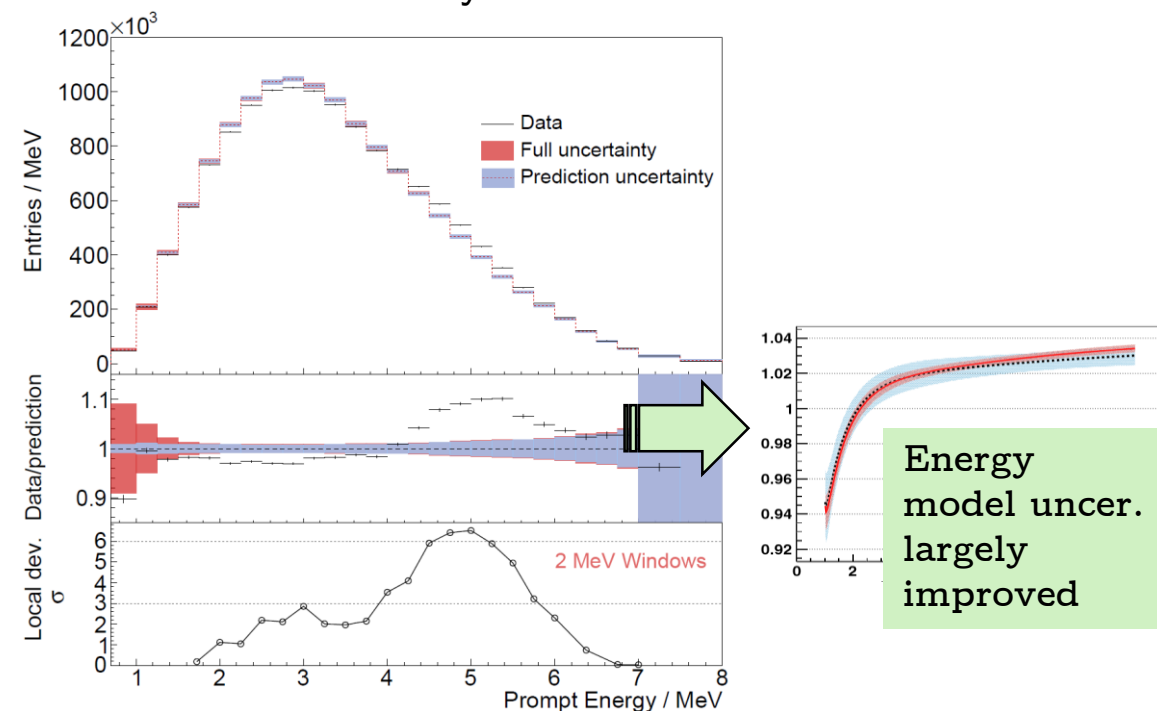 ×10³
1200
1000
800
600
400
200
0
Entries / MeV
Data
Full uncertainty
Prediction uncertainty
1.1
1
0.9
Data/prediction
6
5
4
3
2
1
0
Local dev.
σ
2 MeV Windows
1 2 3 4 5 6 7 8
Prompt Energy / MeV
1.04
1.02
1
0.98
0.96
0.94
0.92
0 2
Energy
model uncer.
largely
improved